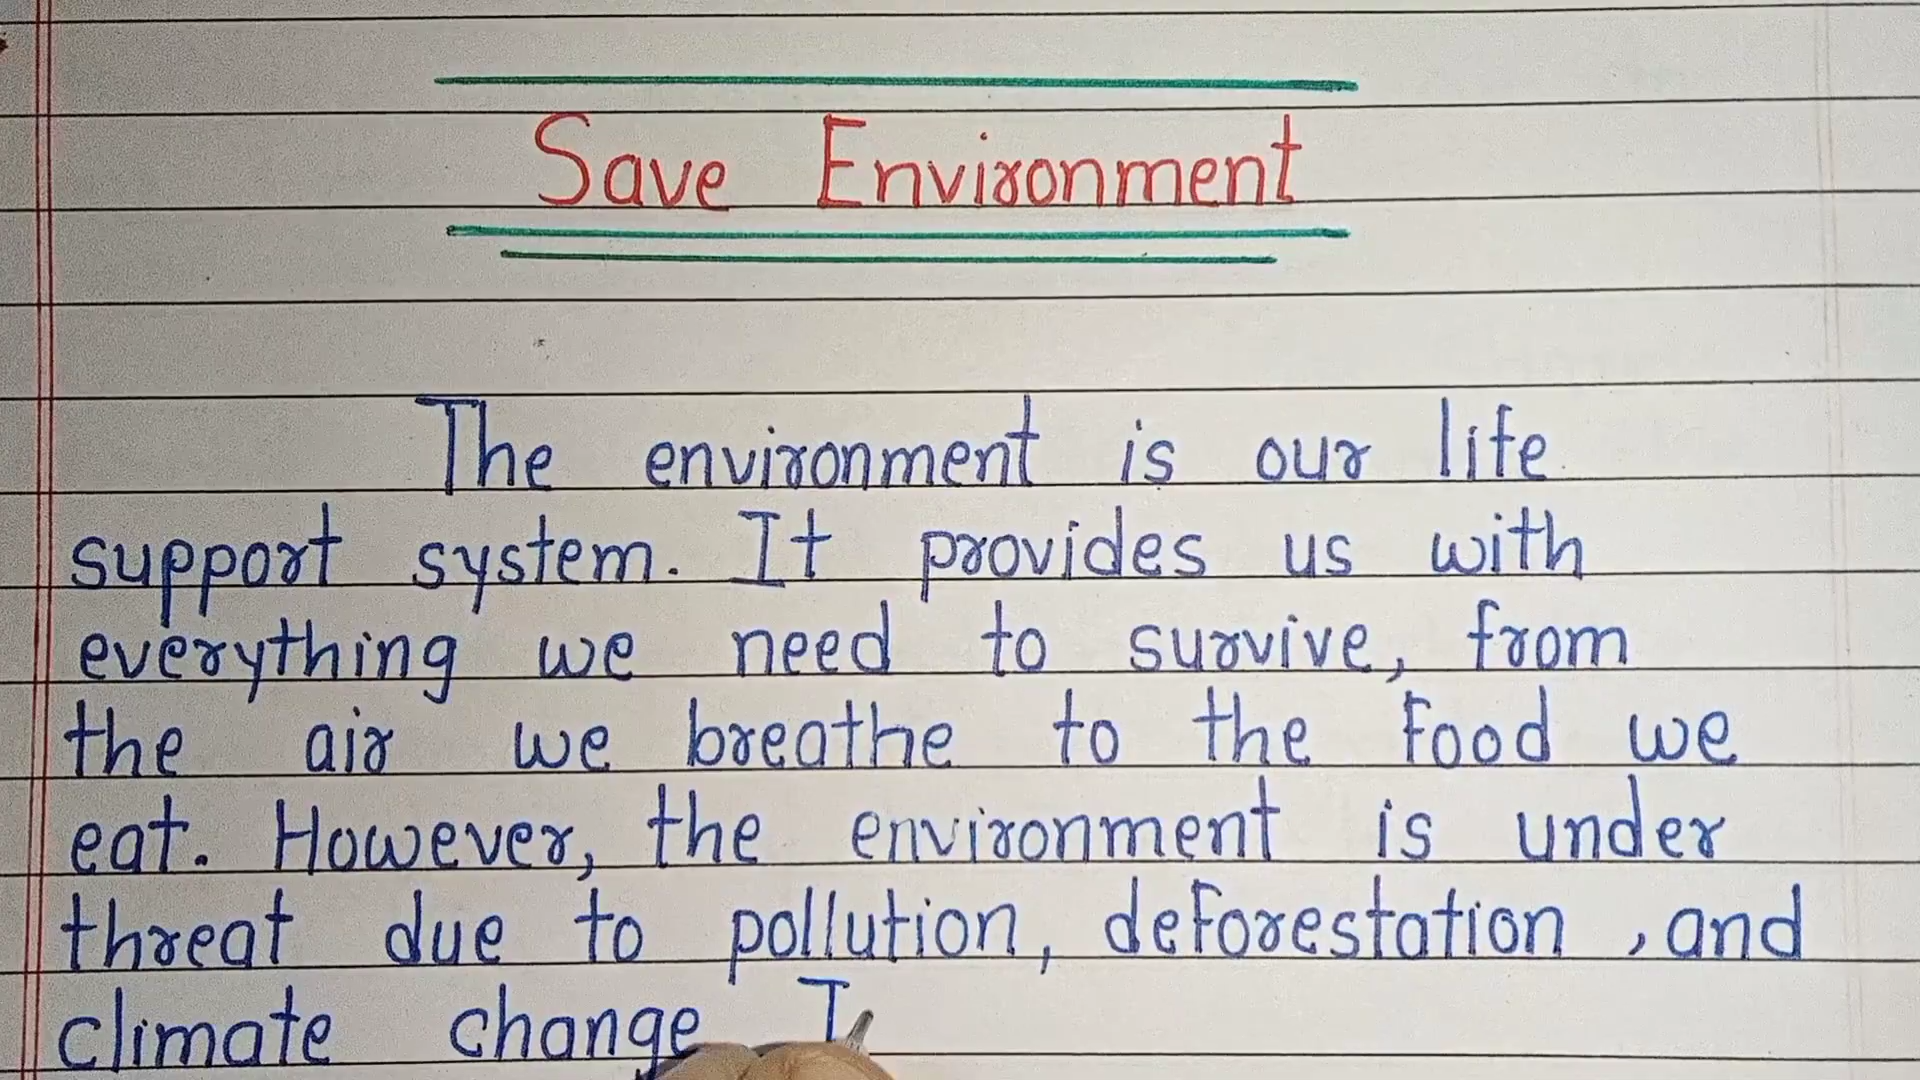 Save Environment
The environment is our life
support system. It provides us with
everything we need to survive, from
the air we breathe to the food we
eat. However, the environment is under
threat due to pollution, deforestation, and
climate change